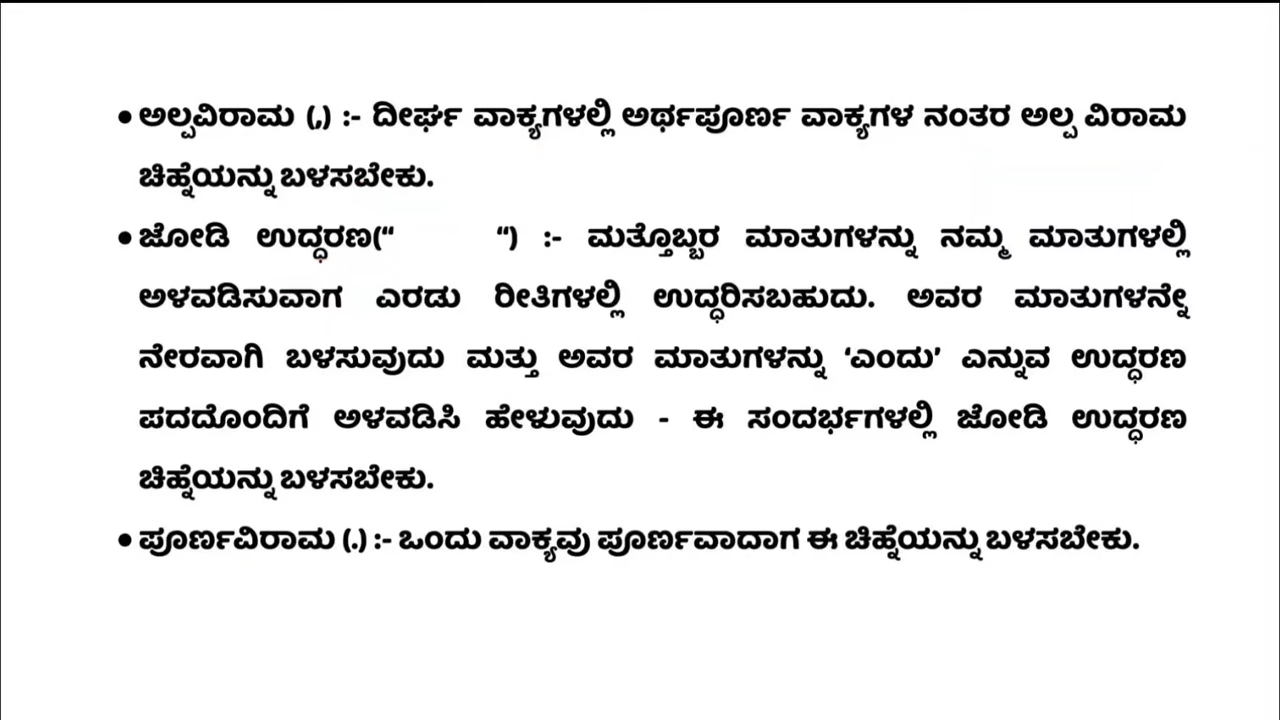 • ಅಲ್ಪವಿರಾಮ (,) :- ದೀರ್ಘ ವಾಕ್ಯಗಳಲ್ಲಿ ಅರ್ಥಪೂರ್ಣ ವಾಕ್ಯಗಳ ನಂತರ ಅಲ್ಪ ವಿರಾಮ
ಚಿಹ್ನೆಯನ್ನು ಬಳಸಬೇಕು.
• ಜೋಡಿ ಉದ್ಧರಣ(“ “) :- ಮತ್ತೊಬ್ಬರ ಮಾತುಗಳನ್ನು ನಮ್ಮ ಮಾತುಗಳಲ್ಲಿ
ಅಳವಡಿಸುವಾಗ ಎರಡು ರೀತಿಗಳಲ್ಲಿ ಉದ್ಧರಿಸಬಹುದು. ಅವರ ಮಾತುಗಳನ್ನೇ
ನೇರವಾಗಿ ಬಳಸುವುದು ಮತ್ತು ಅವರ ಮಾತುಗಳನ್ನು ‘ಎಂದು’ ಎನ್ನುವ ಉದ್ಧರಣ
ಪದದೊಂದಿಗೆ ಅಳವಡಿಸಿ ಹೇಳುವುದು - ಈ ಸಂದರ್ಭಗಳಲ್ಲಿ ಜೋಡಿ ಉದ್ಧರಣ
ಚಿಹ್ನೆಯನ್ನು ಬಳಸಬೇಕು.
• ಪೂರ್ಣವಿರಾಮ (.) :- ಒಂದು ವಾಕ್ಯವು ಪೂರ್ಣವಾದಾಗ ಈ ಚಿಹ್ನೆಯನ್ನು ಬಳಸಬೇಕು.